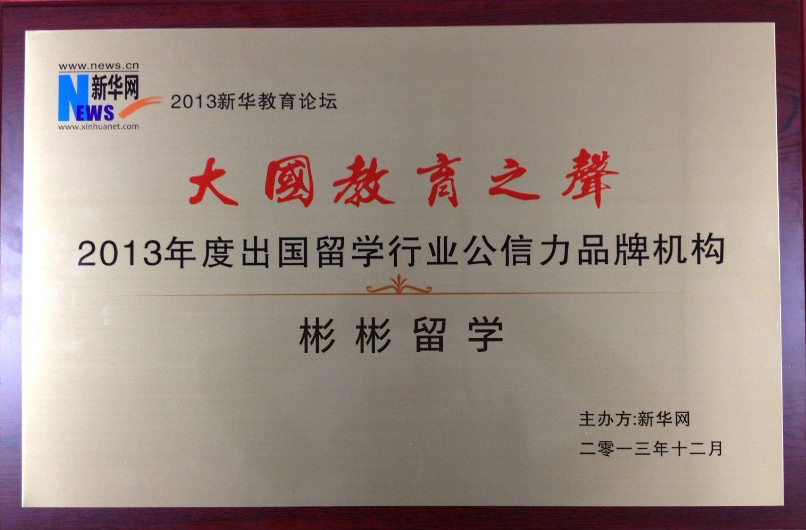 www.news.cn
新华网
NEWS
www.xinhuanet.com
2013新华教育论坛
大國教育之聲
2013年度出国留学行业公信力品牌机构
彬彬留学
主办方:新华网
二零一三年十二月